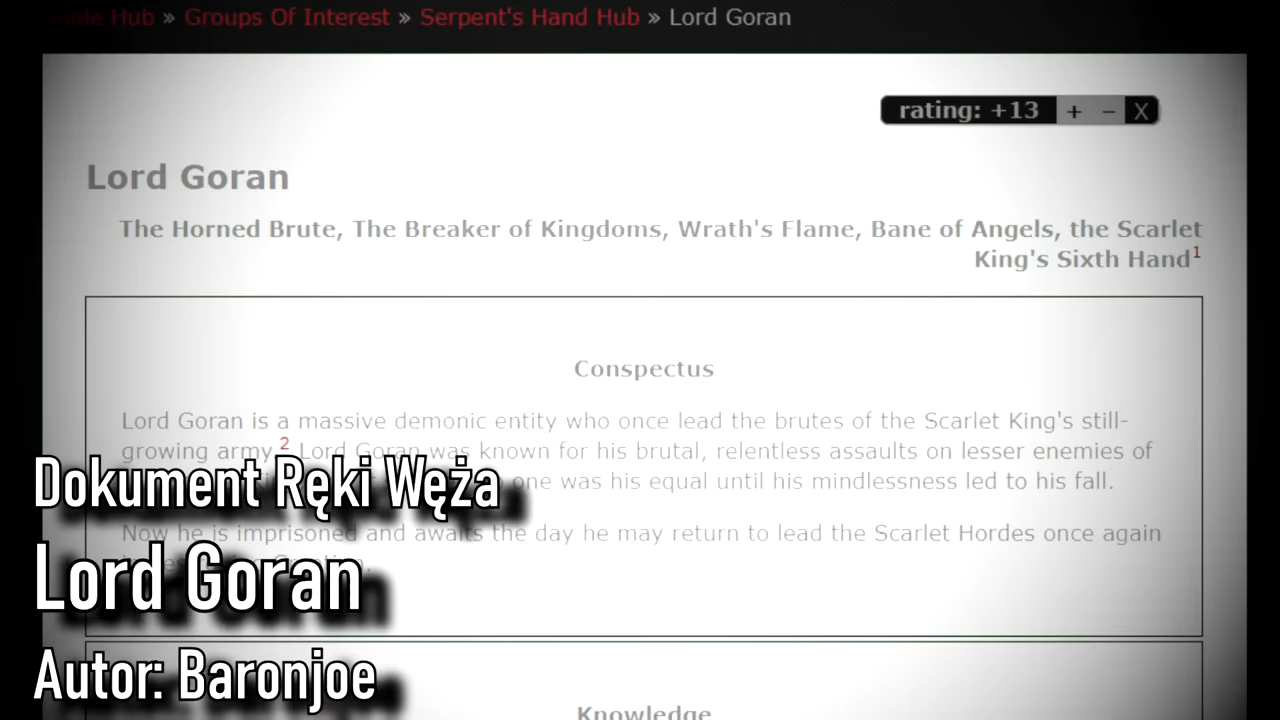 Hub » Groups Of Interest » Serpent's Hand Hub » Lord Goran
rating: +13 + – X
Lord Goran
The Horned Brute, The Breaker of Kingdoms, Wrath's Flame, Bane of Angels, the Scarlet
King's Sixth Hand1
Conspectus
Lord Goran is a massive demonic entity who once lead the brutes of the Scarlet King's still-
growing army.2 Lord Goran was known for his brutal, relentless assaults on lesser enemies of
one was his equal until his mindlessness led to his fall.
Now he is imprisoned and awaits the day he may return to lead the Scarlet Hordes once again
Knowledge
Dokument Ręki Węża
Lord Goran
Autor: Baronjoe